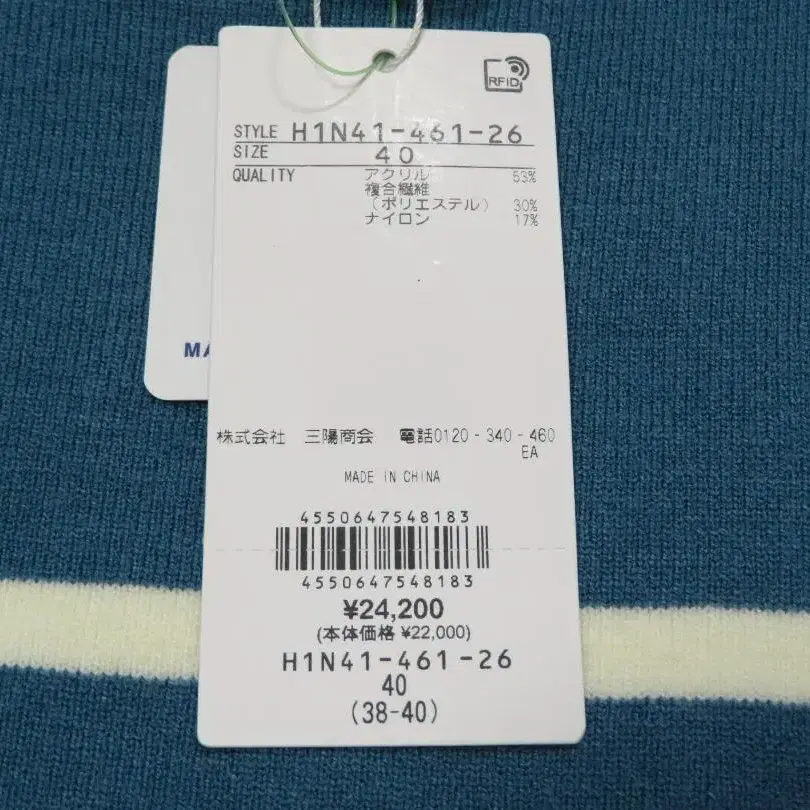 RFiD
STYLE H1N41-461-26
SIZE 40
QUALITY アクリル 53%
複合繊維
(ポリエステル) 30%
ナイロン 17%
MA
株式会社 三陽商会 電話0120-340-460
EA
MADE IN CHINA
4550647548183
4550647548183
¥24,200
(本体価格 ¥22,000)
H1N41-461-26
40
(38-40)